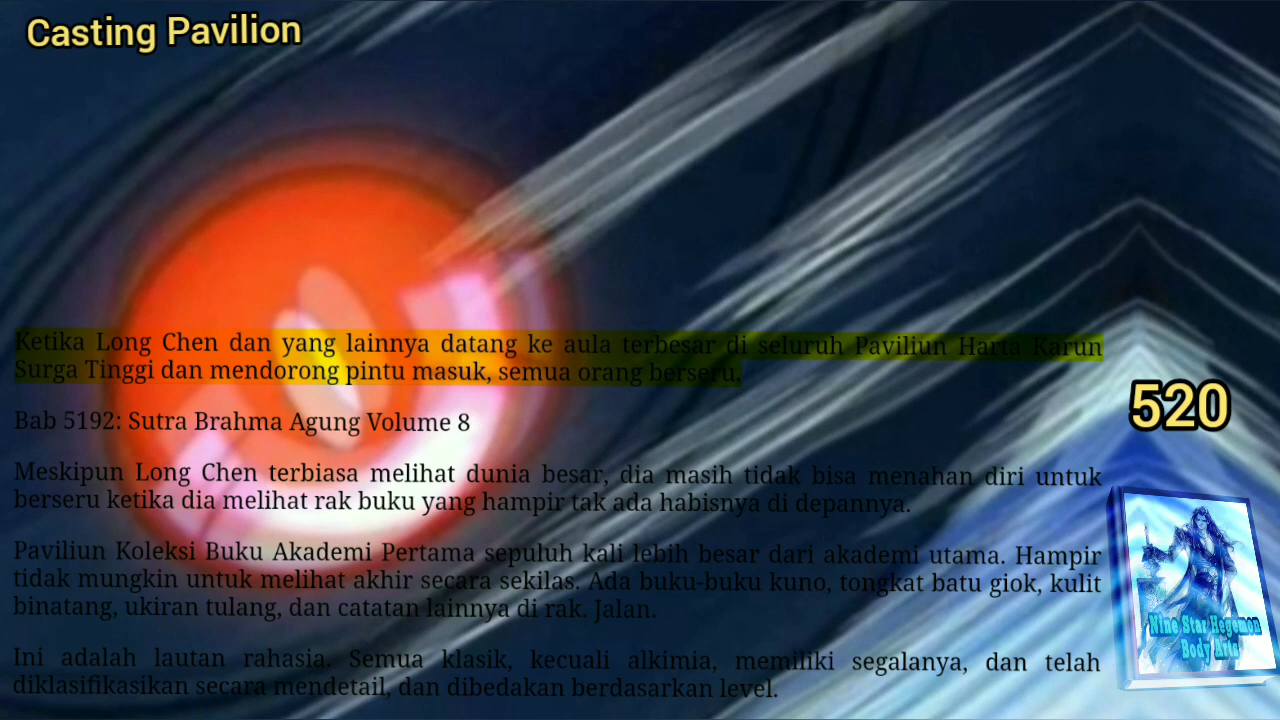 Casting Pavilion
Ketika Long Chen dan yang lainnya datang ke aula terbesar di seluruh Paviliun Harta Karun
Surga Tinggi dan mendorong pintu masuk, semua orang berseru.
Bab 5192: Sutra Brahma Agung Volume 8
Meskipun Long Chen terbiasa melihat dunia besar, dia masih tidak bisa menahan diri untuk
berseru ketika dia melihat rak buku yang hampir tak ada habisnya di depannya.
Paviliun Koleksi Buku Akademi Pertama sepuluh kali lebih besar dari akademi utama. Hampir
tidak mungkin untuk melihat akhir secara sekilas. Ada buku-buku kuno, tongkat batu giok, kulit
binatang, ukiran tulang, dan catatan lainnya di rak. Jalan.
Ini adalah lautan rahasia. Semua klasik, kecuali alkimia, memiliki segalanya, dan telah
diklasifikasikan secara mendetail, dan dibedakan berdasarkan level.
520
Nine Star Hegemon
Body Arts